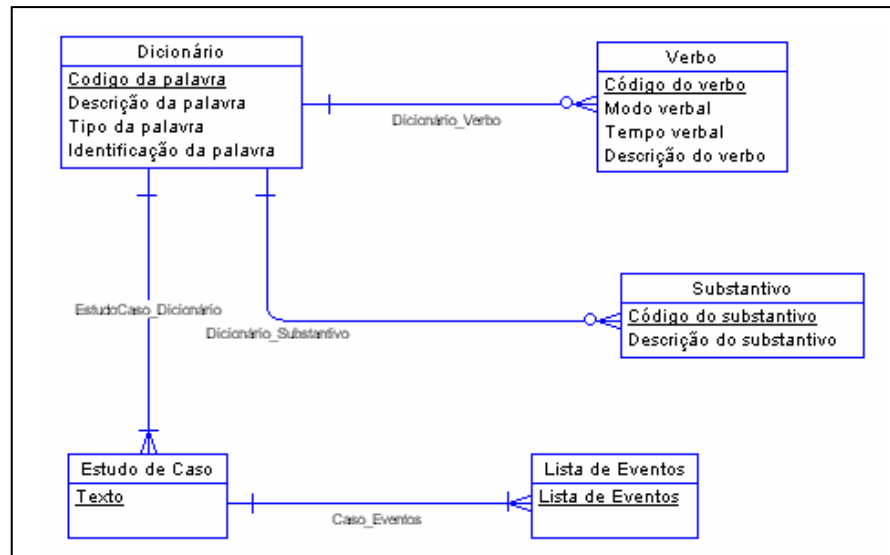 Dicionário
Codigo da palavra
Descrição da palavra
Tipo da palavra
Identificação da palavra
Verbo
Código do verbo
Modo verbal
Tempo verbal
Descrição do verbo
Dicionário_Verbo
Substantivo
Código do substantivo
Descrição do substantivo
EstudoCaso_Dicionário
Dicionário_Substantivo
Estudo de Caso
Texto
Lista de Eventos
Lista de Eventos
Caso_Eventos